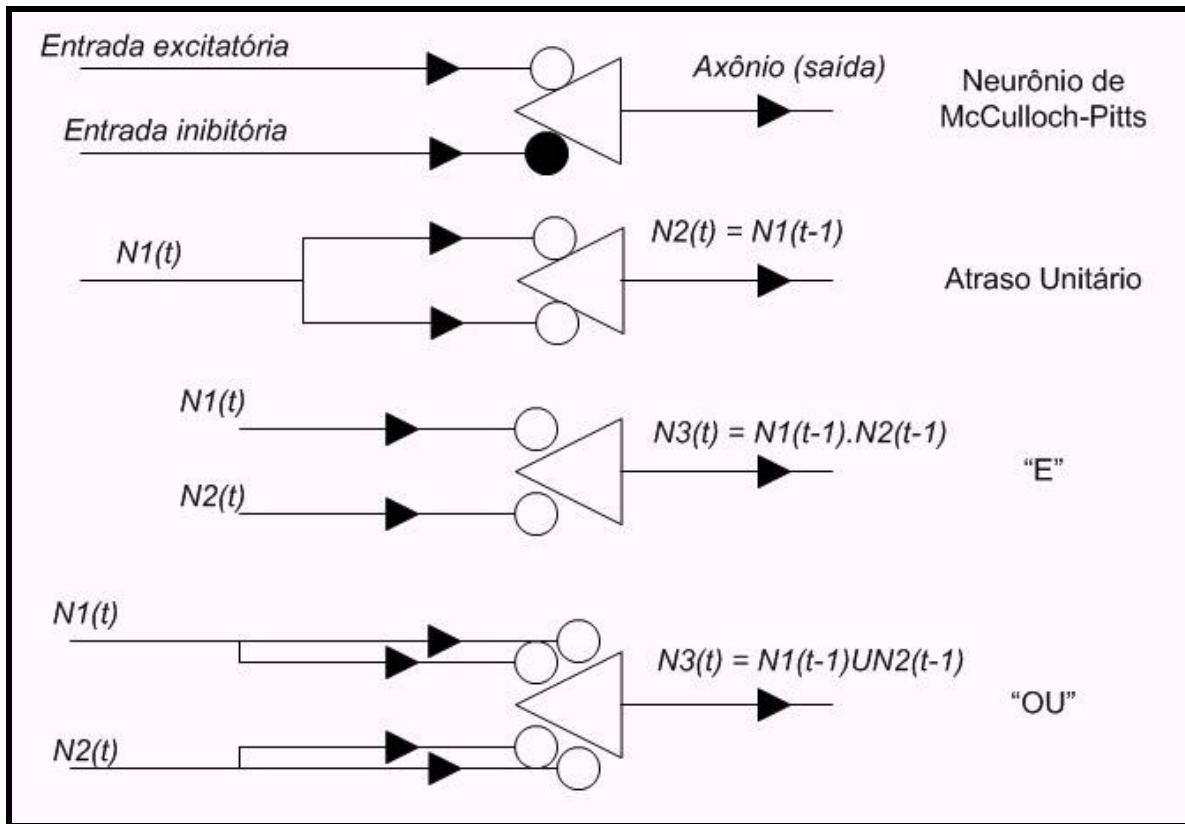 Entrada excitatória
Axônio (saída)
Neurônio de
McCulloch-Pitts
Entrada inibitória
N1(t)
N2(t) = N1(t-1)
Atraso Unitário
N1(t)
N3(t) = N1(t-1).N2(t-1)
“E”
N2(t)
N1(t)
N3(t) = N1(t-1)UN2(t-1)
“OU”
N2(t)